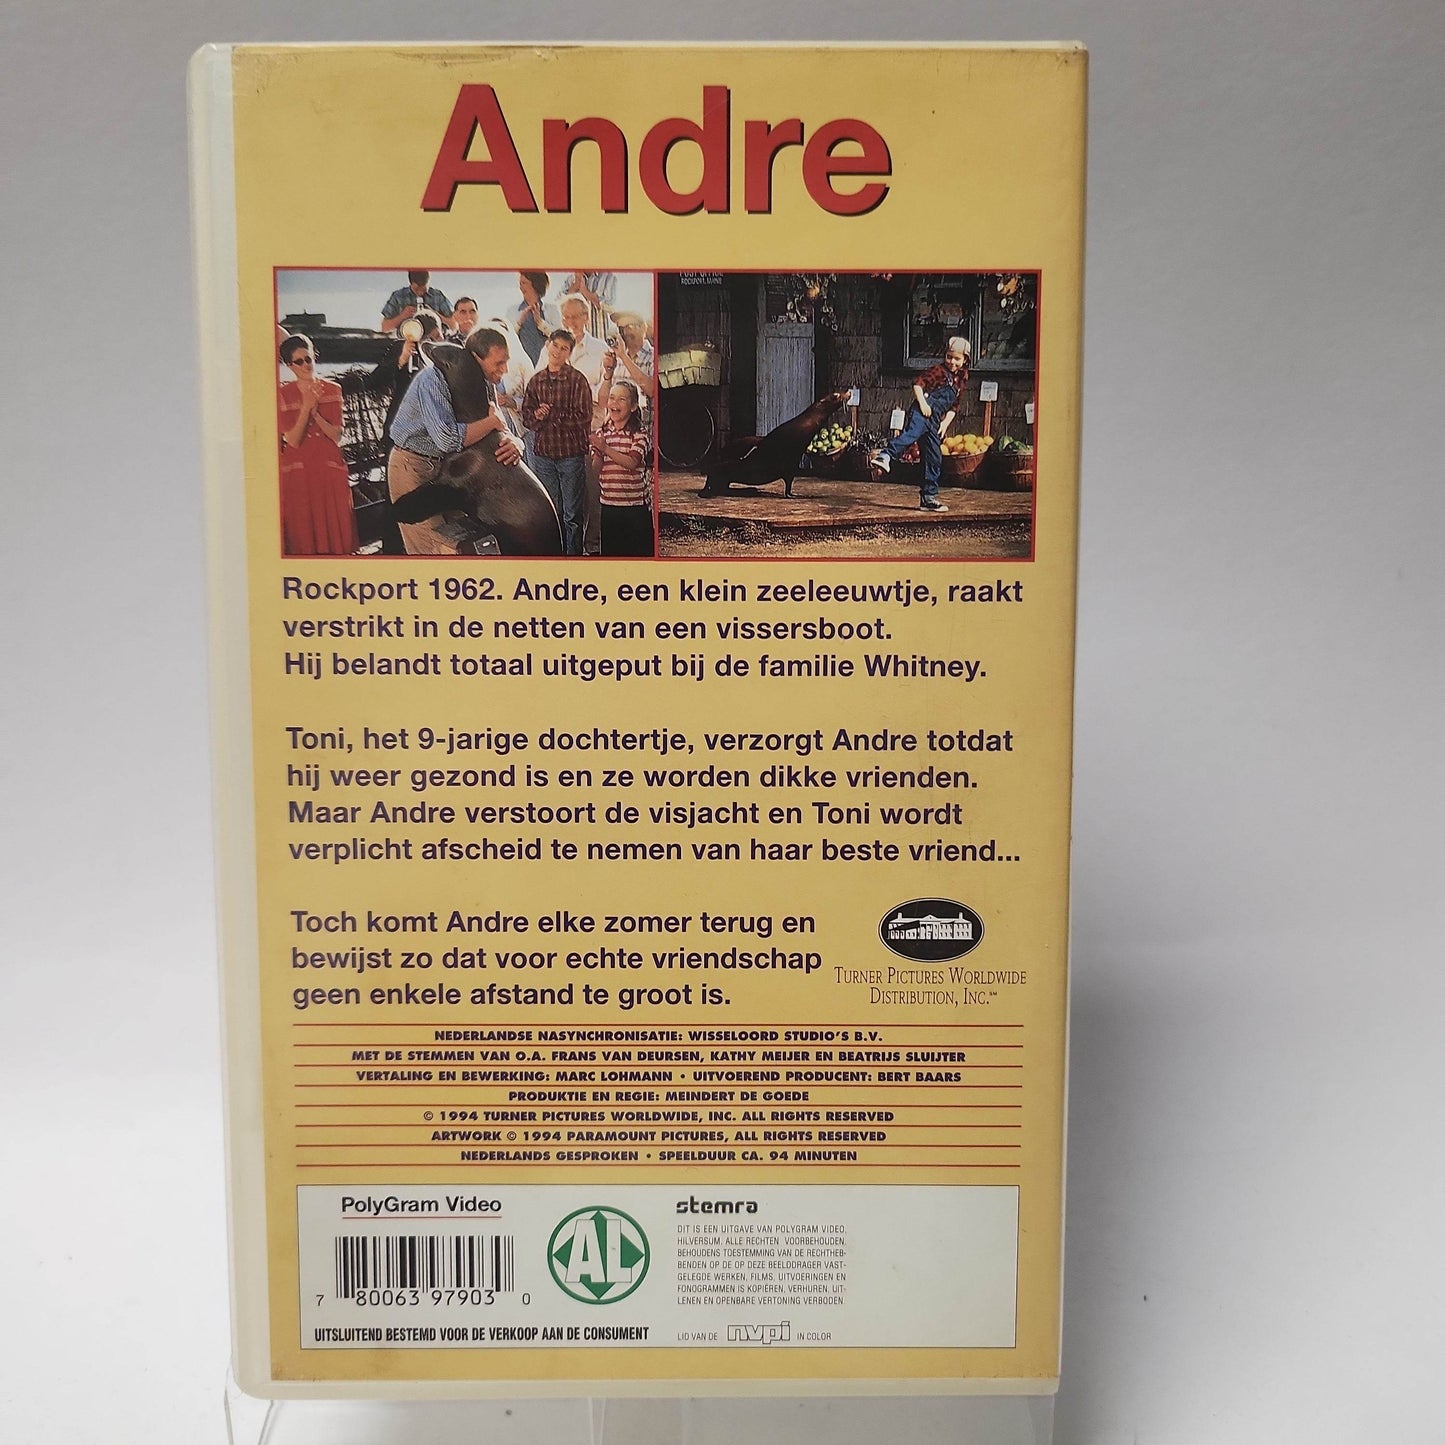 Andre
POST OFFICE
ROCKPORT, MAINE
Rockport 1962. Andre, een klein zeeleeuwtje, raakt
verstrikt in de netten van een vissersboot.
Hij belandt totaal uitgeput bij de familie Whitney.
Toni, het 9-jarige dochtertje, verzorgt Andre totdat
hij weer gezond is en ze worden dikke vrienden.
Maar Andre verstoort de visjacht en Toni wordt
verplicht afscheid te nemen van haar beste vriend...
Toch komt Andre elke zomer terug en
bewijst zo dat voor echte vriendschap
geen enkele afstand te groot is.
TURNER PICTURES WORLDWIDE
DISTRIBUTION, INC.℠
NEDERLANDSE NASYNCHRONISATIE: WISSELOORD STUDIO'S B.V.
MET DE STEMMEN VAN O.A. FRANS VAN DEURSEN, KATHY MEIJER EN BEATRIJS SLUIJTER
VERTALING EN BEWERKING: MARC LOHMANN • UITVOEREND PRODUCENT: BERT BAARS
PRODUKTIE EN REGIE: MEINDERT DE GOEDE
© 1994 TURNER PICTURES WORLDWIDE, INC. ALL RIGHTS RESERVED
ARTWORK © 1994 PARAMOUNT PICTURES, ALL RIGHTS RESERVED
NEDERLANDS GESPROKEN • SPEELDUUR CA. 94 MINUTEN
PolyGram Video
7 80063 97903 0
UITSLUITEND BESTEMD VOOR DE VERKOOP AAN DE CONSUMENT
AL
stemra
DIT IS EEN UITGAVE VAN POLYGRAM VIDEO,
HILVERSUM. ALLE RECHTEN VOORBEHOUDEN.
BEHOUDENS TOESTEMMING VAN DE RECHTHEB-
BENDEN OP DE OP DEZE BEELDDRAGER VAST-
GELEGDE WERKEN, FILMS, UITVOERINGEN EN
FONOGRAMMEN IS KOPIËREN, VERHUREN, UIT-
LENEN EN OPENBARE VERTONING VERBODEN.
LID VAN DE nvpi IN COLOR